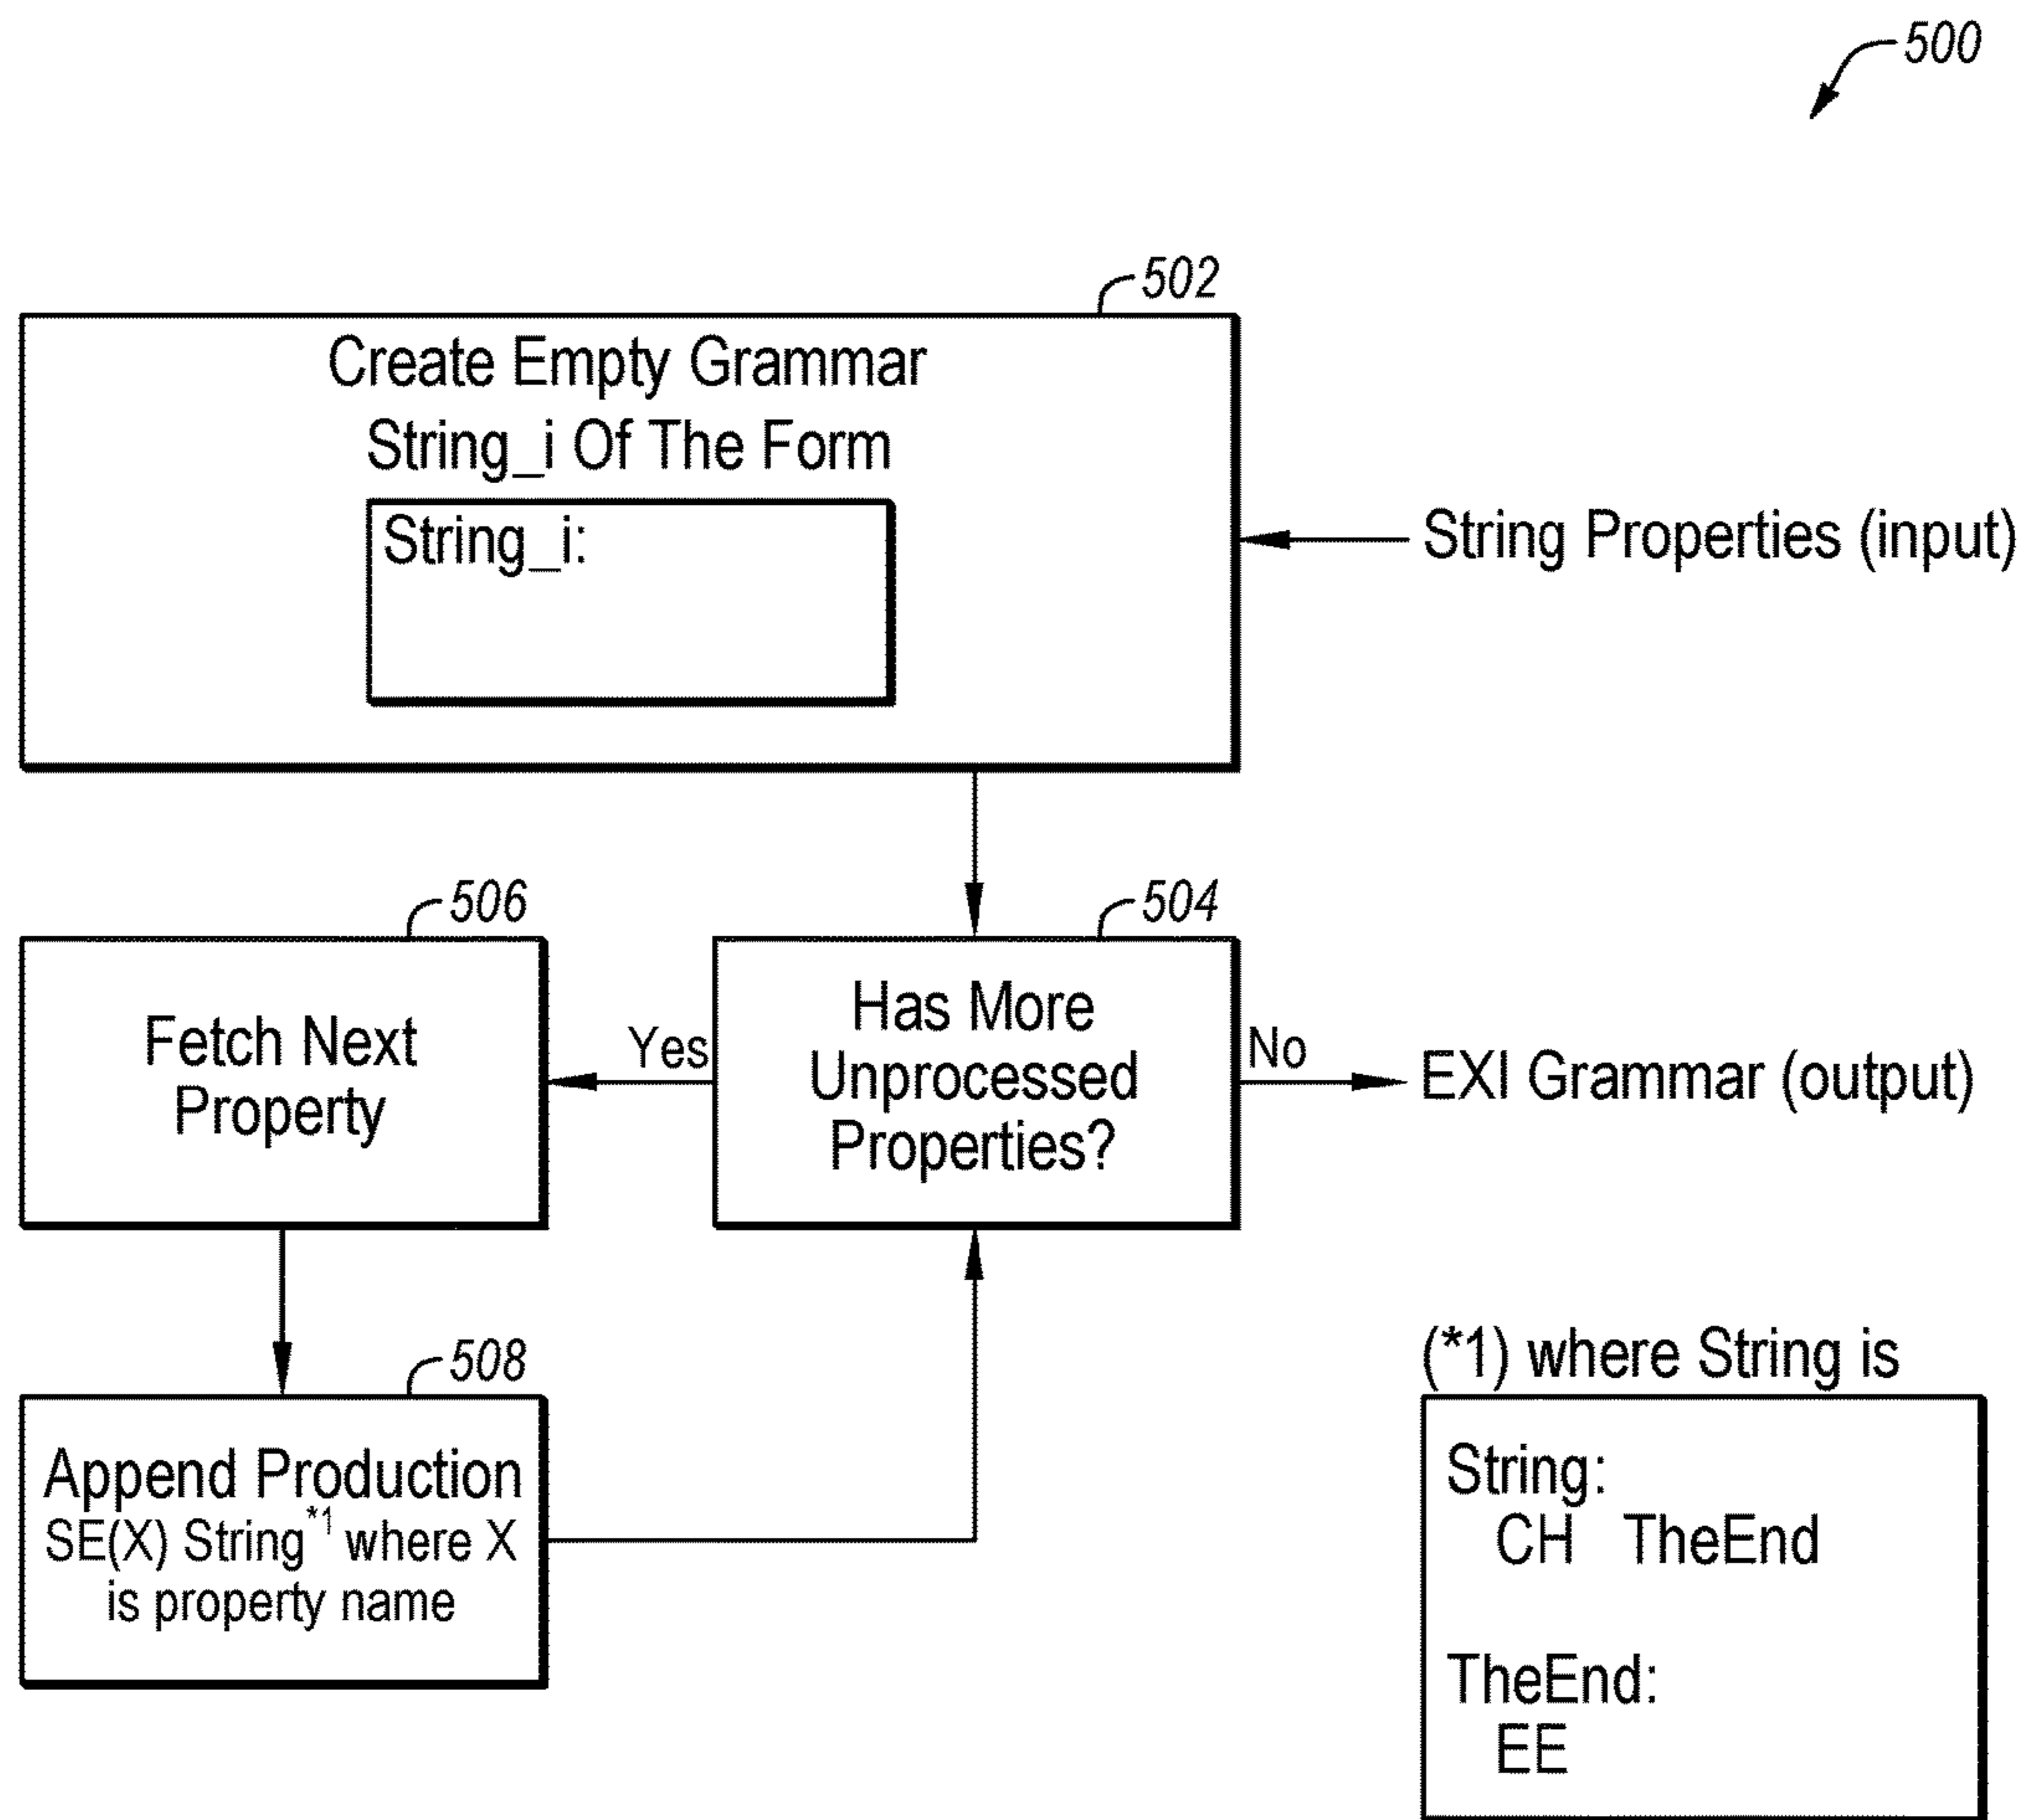 500
502
Create Empty Grammar
String_i Of The Form
String_i:
String Properties (input)
506
504
Fetch Next
Property
Yes
Has More
Unprocessed
Properties?
No
EXI Grammar (output)
508
Append Production
SE(X) String*1 where X
is property name
(*1) where String is
String:
CH TheEnd
TheEnd:
EE